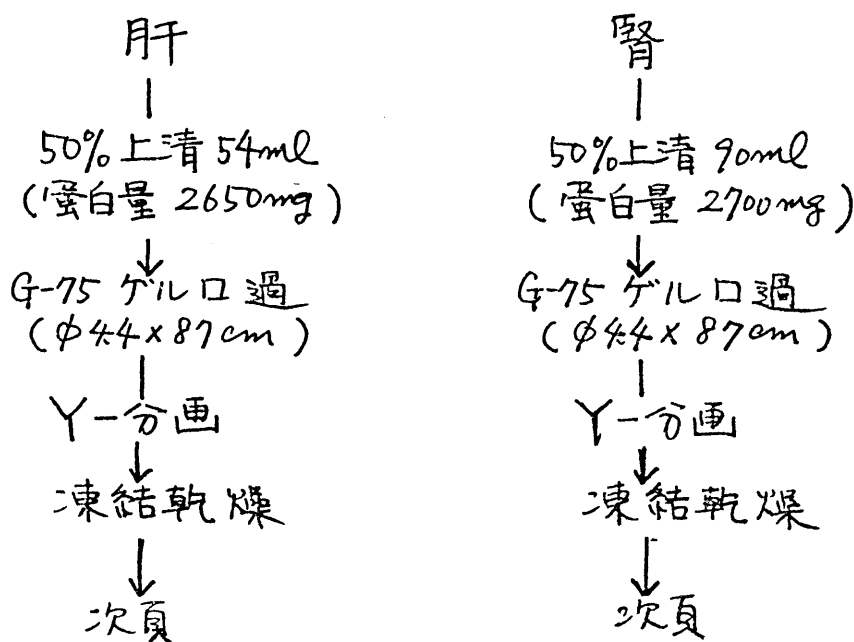 肝
50%上清 54ml
(蛋白量 2650mg)
G-75 ゲル口過
(φ4.4×87cm)
Y-分画
凍結乾燥
次頁
腎
50%上清 90ml
(蛋白量 2700mg)
G-75 ゲル口過
(φ4.4×87cm)
Y-分画
凍結乾燥
次頁